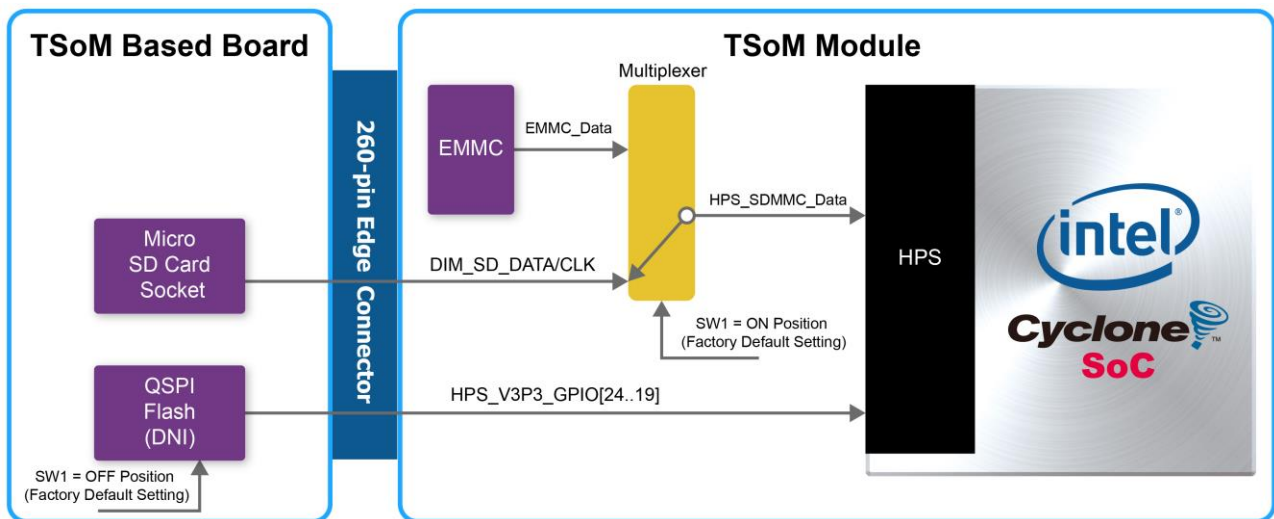 TSoM Based Board
TSoM Module
260-pin Edge Connector
Multiplexer
EMMC
EMMC_Data
HPS_SDMMC_Data
Micro
SD Card
Socket
DIM_SD_DATA/CLK
HPS
intel®
Cyclone™
SoC
SW1 = ON Position
(Factory Default Setting)
QSPI
Flash
(DNI)
HPS_V3P3_GPIO[24..19]
SW1 = OFF Position
(Factory Default Setting)